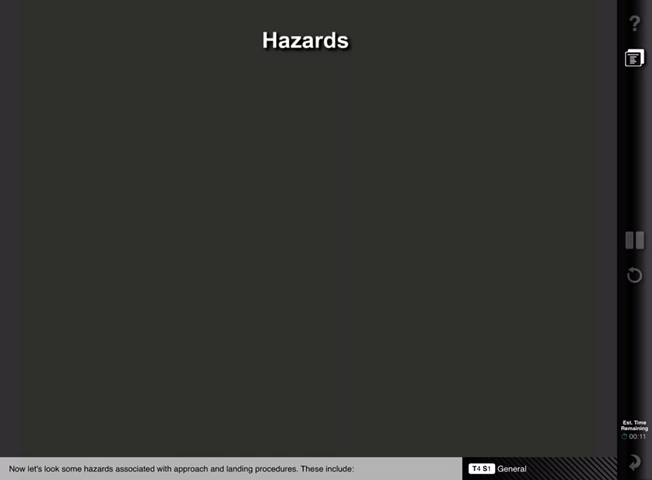 Hazards
?
Est. Time
Remaining
00:11
Now let's look some hazards associated with approach and landing procedures. These include:
T4 S1 General